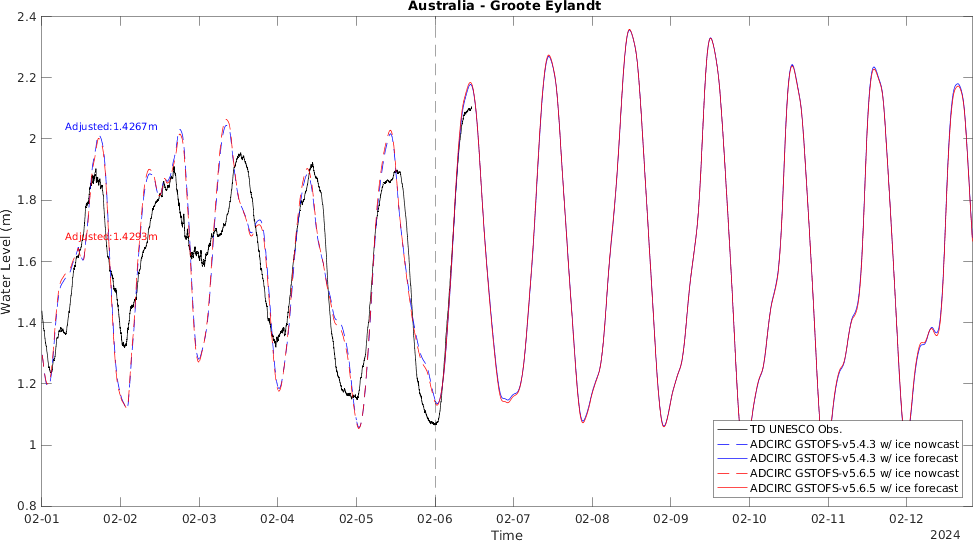 Australia - Groote Eylandt
2.4
2.2
2
1.8
1.6
1.4
1.2
1
0.8
Water Level (m)
Adjusted:1.4267m
Adjusted:1.4293m
TD UNESCO Obs.
ADCIRC GSTOFS-v5.4.3 w/ ice nowcast
ADCIRC GSTOFS-v5.4.3 w/ ice forecast
ADCIRC GSTOFS-v5.6.5 w/ ice nowcast
ADCIRC GSTOFS-v5.6.5 w/ ice forecast
02-01 02-02 02-03 02-04 02-05 02-06 02-07 02-08 02-09 02-10 02-11 02-12
Time
2024